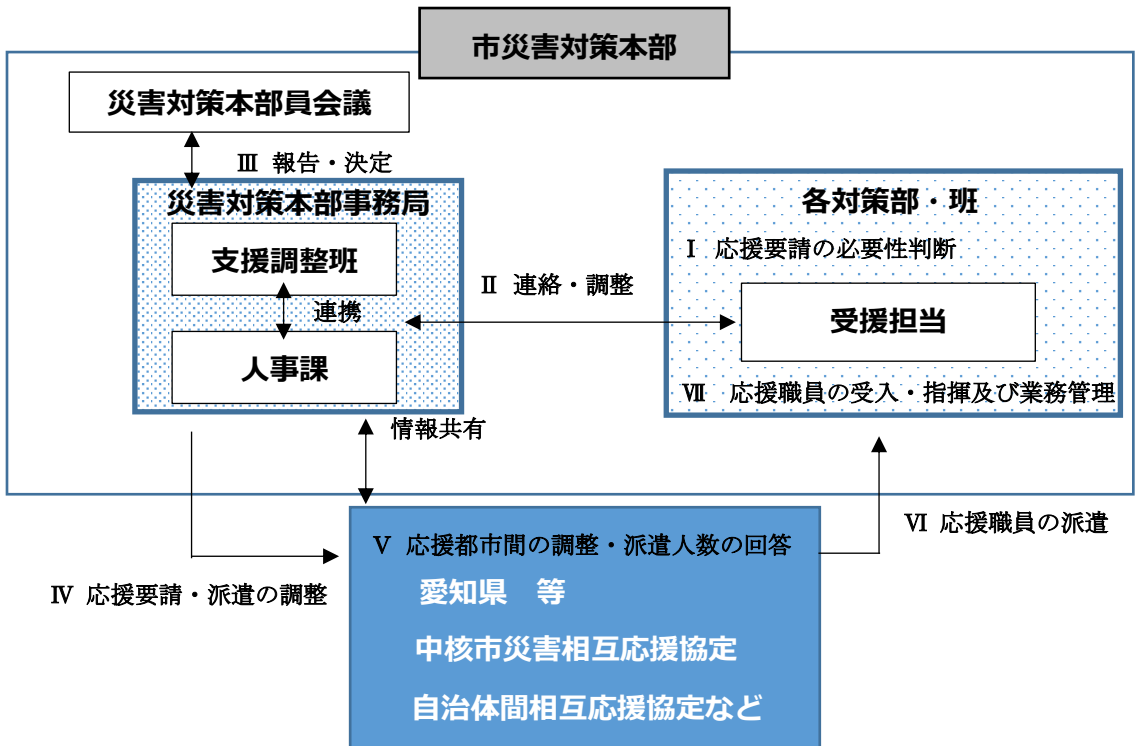 市災害対策本部
災害対策本部員会議
Ⅲ 報告・決定
災害対策本部事務局
支援調整班
連携
人事課
Ⅱ 連絡・調整
各対策部・班
Ⅰ 応援要請の必要性判断
受援担当
Ⅶ 応援職員の受入・指揮及び業務管理
情報共有
Ⅳ 応援要請・派遣の調整
Ⅴ 応援都市間の調整・派遣人数の回答
愛知県 等
中核市災害相互応援協定
自治体間相互応援協定など
Ⅵ 応援職員の派遣